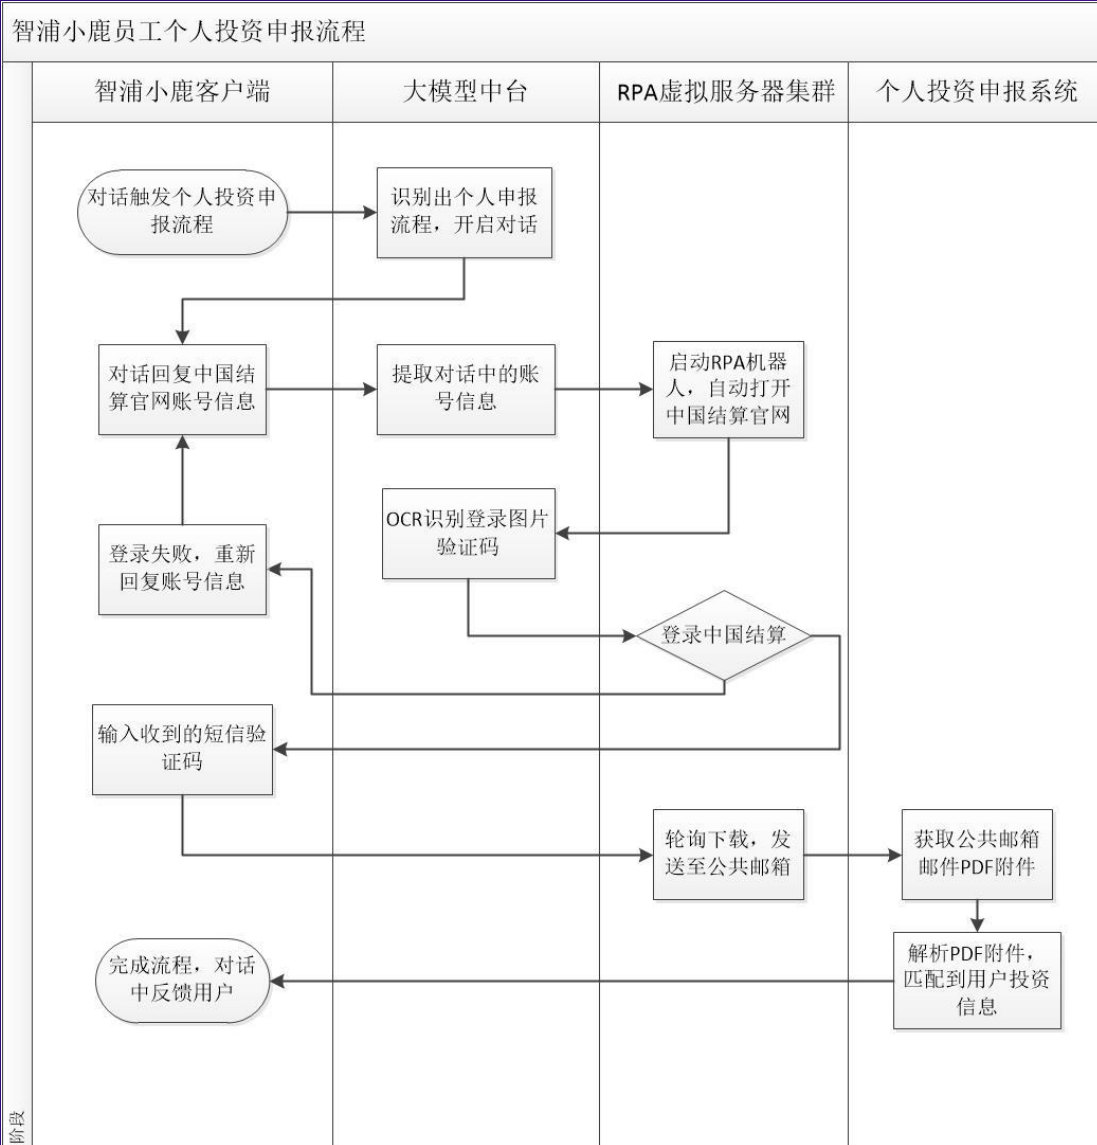 智浦小鹿员工个人投资申报流程
智浦小鹿客户端
大模型中台
RPA虚拟服务器集群
个人投资申报系统
对话触发个人投资申
报流程
识别出个人申报
流程，开启对话
对话回复中国结
算官网账号信息
提取对话中的账
号信息
启动RPA机器
人，自动打开
中国结算官网
OCR识别登录图片
验证码
登录失败，重新
回复账号信息
登录中国结算
输入收到的短信验
证码
轮询下载，发
送至公共邮箱
获取公共邮箱
邮件PDF附件
解析PDF附件，
匹配到用户投资
信息
完成流程，对话
中反馈用户
阶段